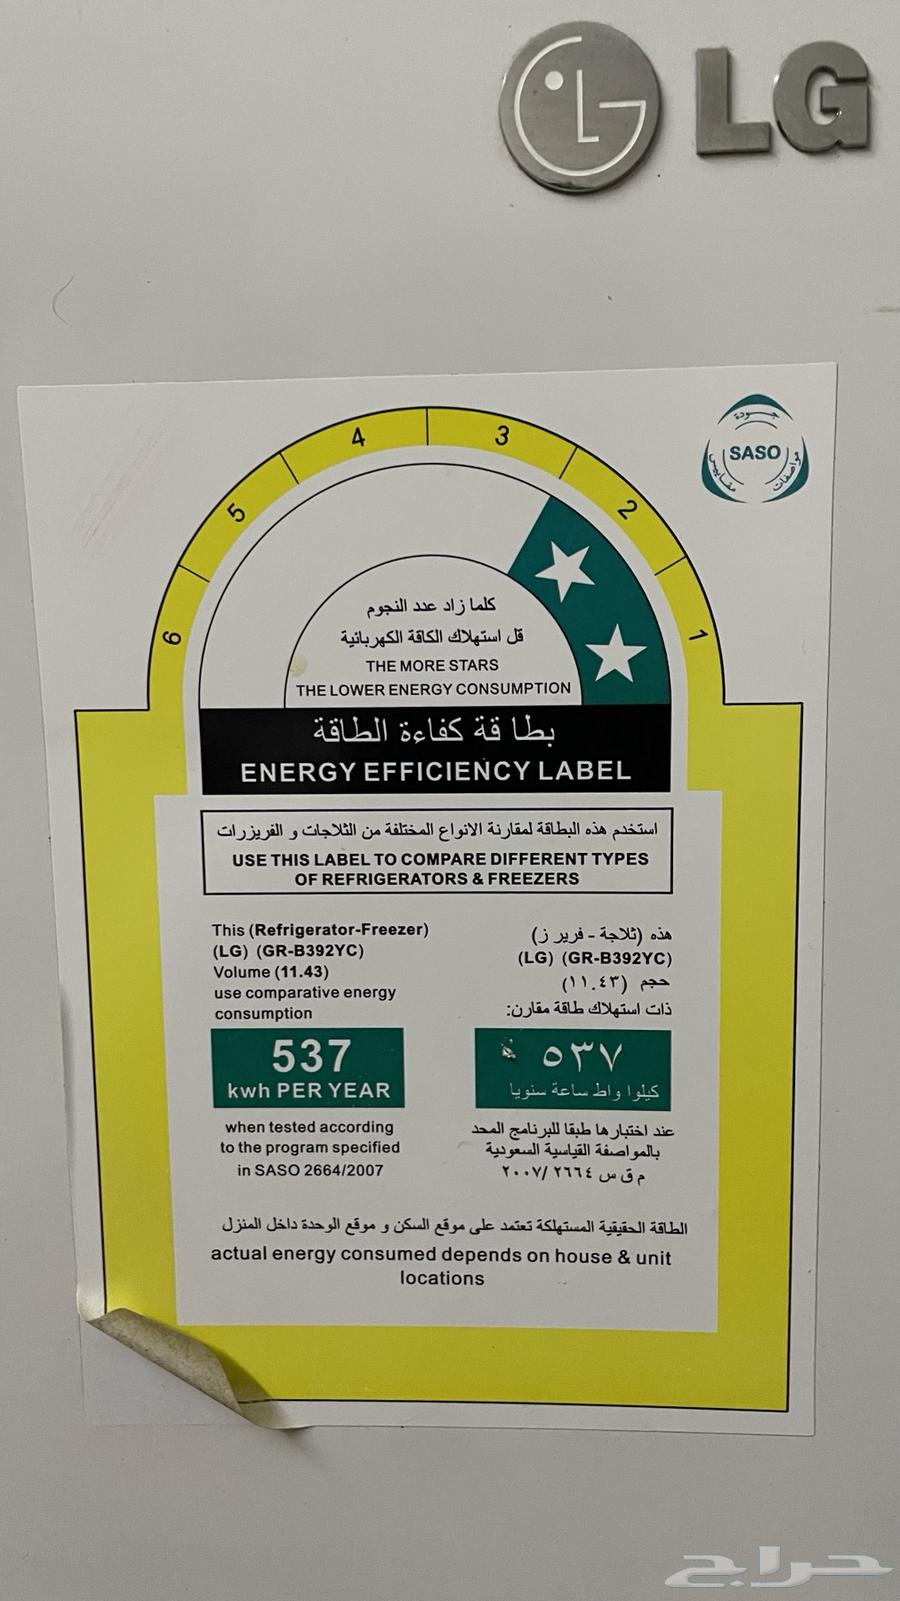 LG
جودة
SASO
مقاييس
مواصفات
3
4
2
5
1
6
كلما زاد عدد النجوم
قل استهلاك الكاقة الكهربائية
THE MORE STARS
THE LOWER ENERGY CONSUMPTION
بطا قة كفاءة الطاقة
ENERGY EFFICIENCY LABEL
استخدم هذه البطاقة لمقارنة الانواع المختلفة من الثلاجات و الفريزرات
USE THIS LABEL TO COMPARE DIFFERENT TYPES
OF REFRIGERATORS & FREEZERS
This (Refrigerator-Freezer)
(LG) (GR-B392YC)
Volume (11.43)
use comparative energy
consumption
537
kwh PER YEAR
when tested according
to the program specified
in SASO 2664/2007
هذه (ثلاجة - فرير ز)
(LG) (GR-B392YC)
حجم (١١.٤٣)
ذات استهلاك طاقة مقارن:
٥٣٧
كيلوا واط ساعة سنويا
عند اختبارها طبقا للبرنامج المحد
بالمواصفة القياسية السعودية
م ق س ٢٦٦٤ /٢٠٠٧
الطاقة الحقيقية المستهلكة تعتمد على موقع السكن و موقع الوحدة داخل المنزل
actual energy consumed depends on house & unit
locations
حراج